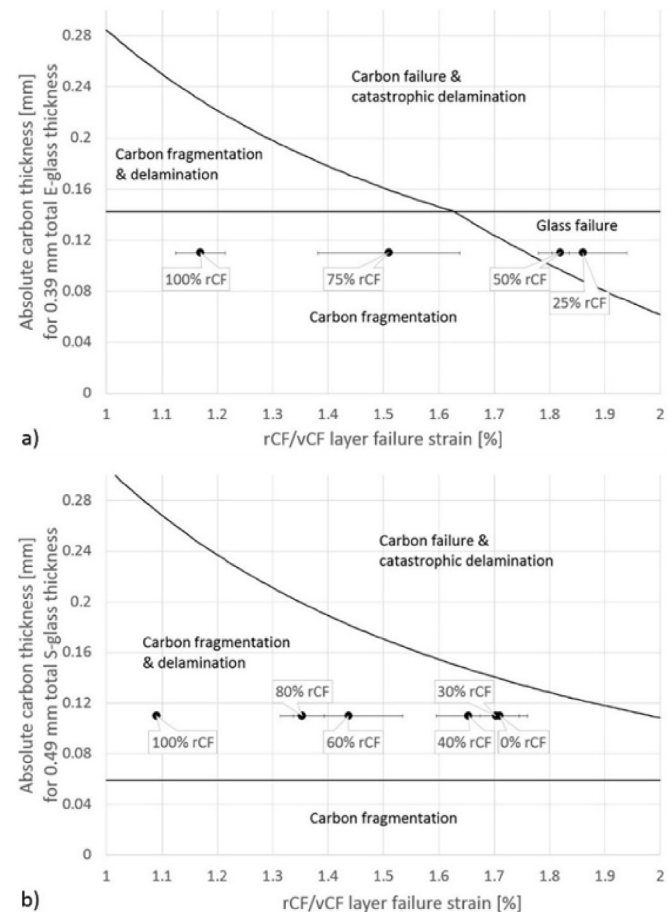 Absolute carbon thickness [mm]
for 0.39 mm total E-glass thickness
0.28
0.24
0.2
0.16
0.12
0.08
0.04
0
Carbon failure &
catastrophic delamination
Carbon fragmentation
& delamination
Glass failure
100% rCF
75% rCF
50% rCF
25% rCF
Carbon fragmentation
1 1.1 1.2 1.3 1.4 1.5 1.6 1.7 1.8 1.9 2
a)
rCF/vCF layer failure strain [%]
Absolute carbon thickness [mm]
for 0.49 mm total S-glass thickness
0.28
0.24
0.2
0.16
0.12
0.08
0.04
0
Carbon failure &
catastrophic delamination
Carbon fragmentation
& delamination
80% rCF
30% rCF
100% rCF
60% rCF
40% rCF
0% rCF
Carbon fragmentation
1 1.1 1.2 1.3 1.4 1.5 1.6 1.7 1.8 1.9 2
b)
rCF/vCF layer failure strain [%]